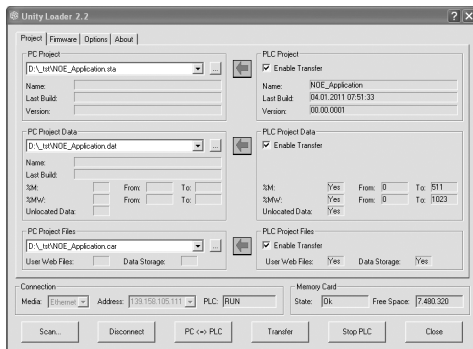 Unity Loader 2.2
Project Firmware Options About
PC Project
D:\_tst\NOE_Application.sta ...
Name:
Last Build:
Version:
PLC Project
Enable Transfer
Name: NOE_Application
Last Build: 04.01.2011 07:51:33
Version: 00.00.0001
PC Project Data
D:\_tst\NOE_Application.dat ...
Name:
Last Build:
%M: From: To:
%MW: From: To:
Unlocated Data:
PLC Project Data
Enable Transfer
%M: Yes From: 0 To: 511
%MW: Yes From: 0 To: 1023
Unlocated Data: Yes
PC Project Files
D:\_tst\NOE_Application.car ...
User Web Files: Data Storage:
PLC Project Files
Enable Transfer
User Web Files: Yes Data Storage: Yes
Connection
Media: Ethernet Address: 139.158.105.111 PLC: RUN
Memory Card
State: Ok Free Space: 7.480.320
Scan... Disconnect PC <=> PLC Transfer Stop PLC Close